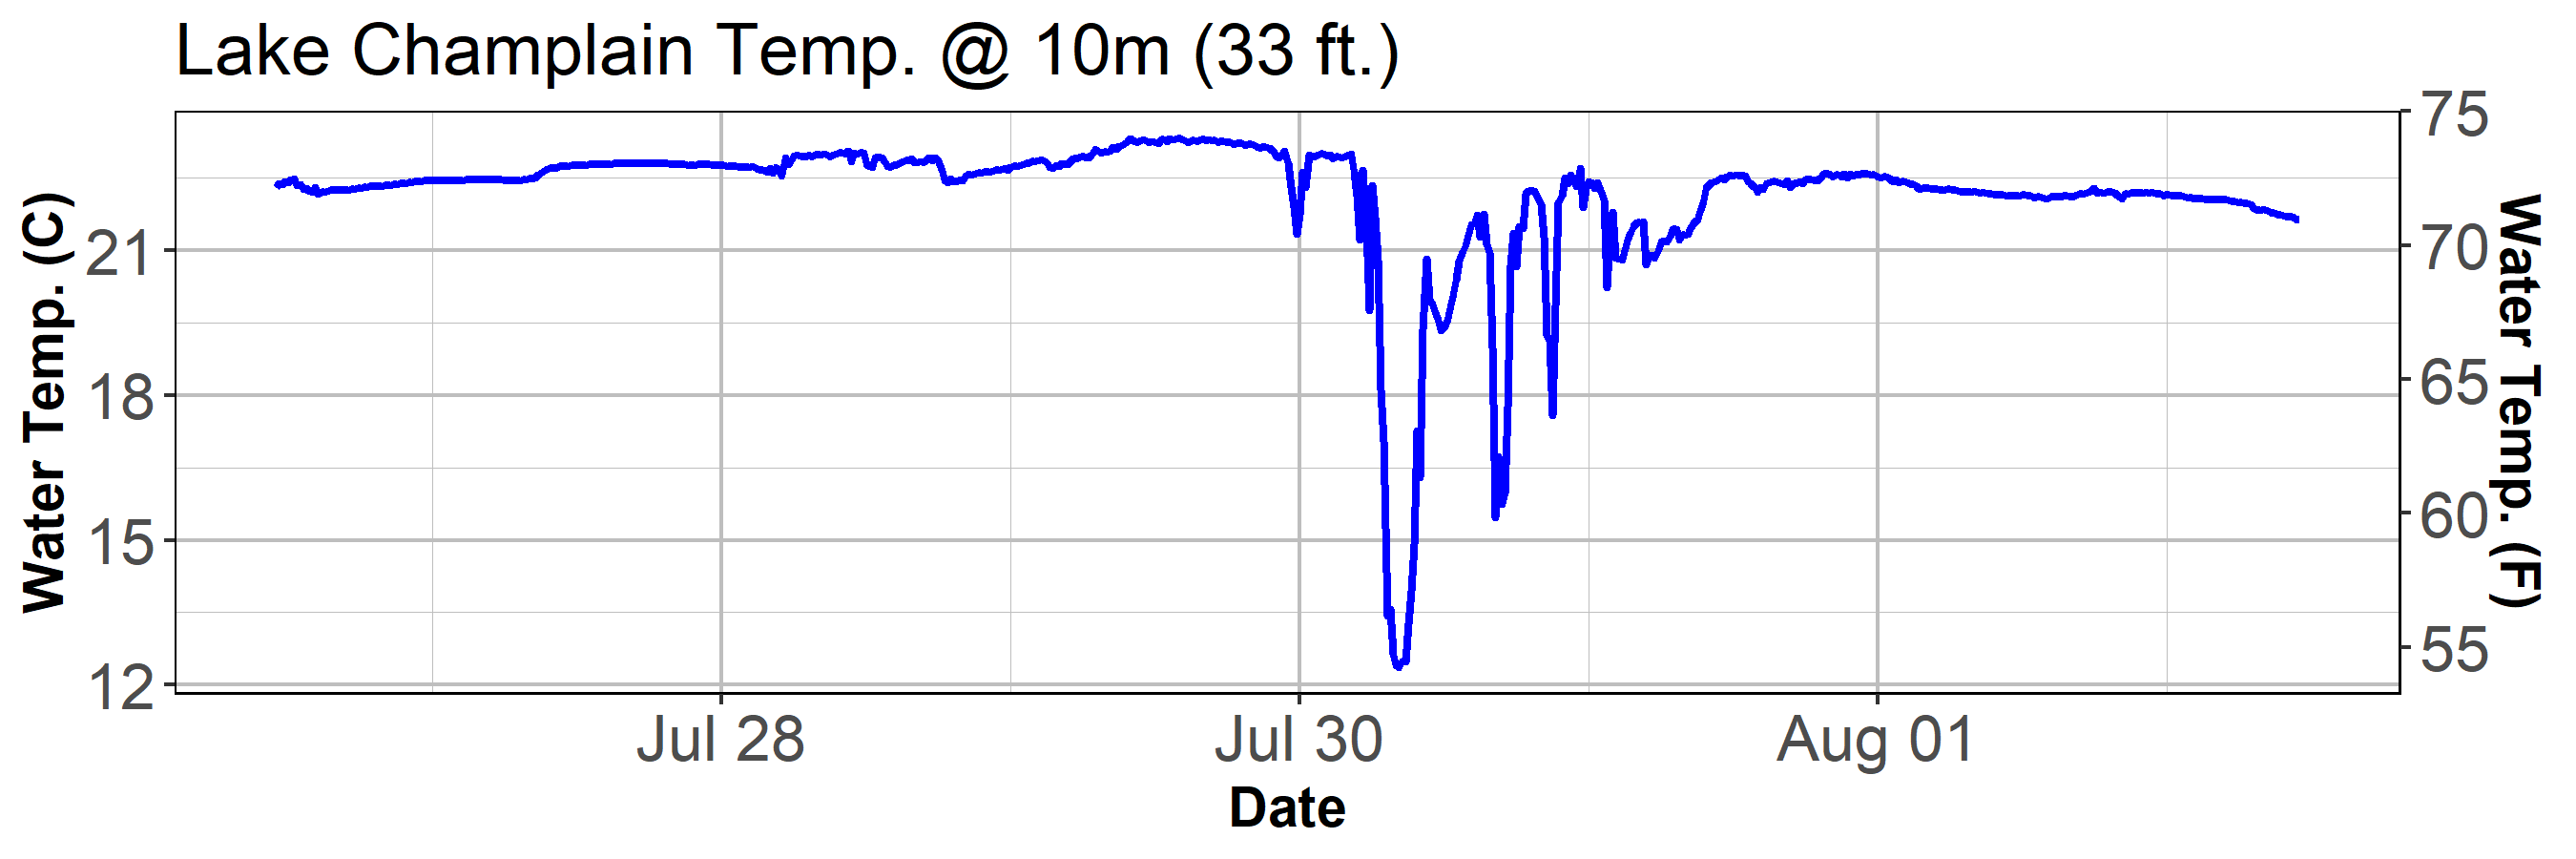 Lake Champlain Temp. @ 10m (33 ft.)
Water Temp. (C)
21
18
15
12
75
70
65
60
55
Water Temp. (F)
Jul 28
Jul 30
Aug 01
Date